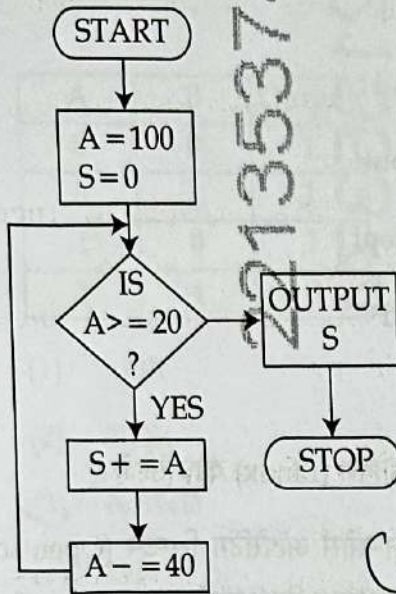 START
A=100
S=0
IS
A>=20
?
OUTPUT
S
YES
STOP
S+=A
A-=40